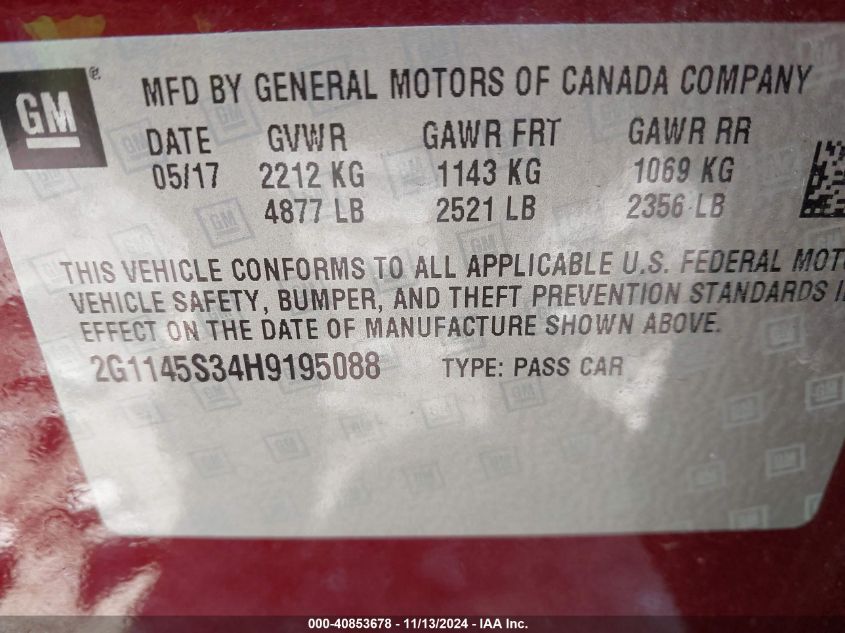 GM ®
MFD BY GENERAL MOTORS OF CANADA COMPANY
DATE GVWR GAWR FRT GAWR RR
05/17 2212 KG 1143 KG 1069 KG
4877 LB 2521 LB 2356 LB
THIS VEHICLE CONFORMS TO ALL APPLICABLE U.S. FEDERAL MOT
VEHICLE SAFETY, BUMPER, AND THEFT PREVENTION STANDARDS I
EFFECT ON THE DATE OF MANUFACTURE SHOWN ABOVE.
2G1145S34H9195088 TYPE: PASS CAR
000-40853678 - 11/13/2024 - IAA Inc.